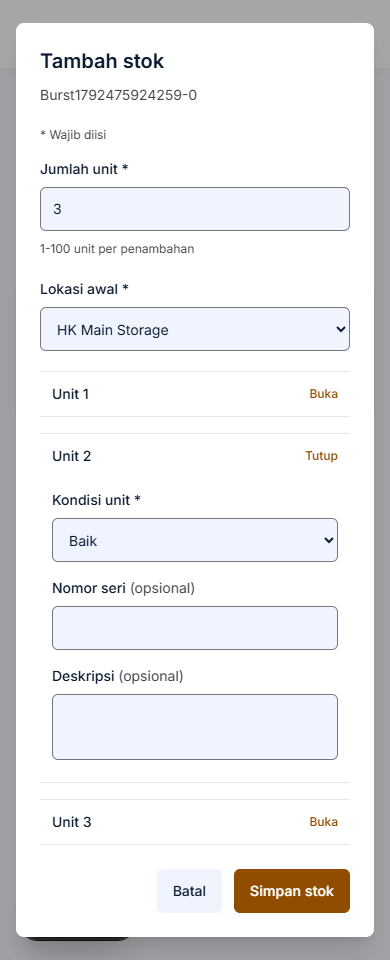 Tambah stok
Burst1792475924259-0
* Wajib diisi
Jumlah unit *
3
1-100 unit per penambahan
Lokasi awal *
HK Main Storage
Unit 1 Buka
Unit 2 Tutup
Kondisi unit *
Baik
Nomor seri (opsional)
Deskripsi (opsional)
Unit 3 Buka
Batal Simpan stok